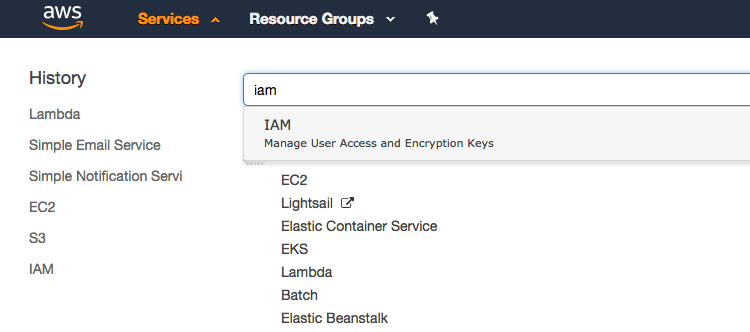 aws
Services
Resource Groups
History
Lambda
Simple Email Service
Simple Notification Servi
EC2
S3
IAM
iam
IAM
Manage User Access and Encryption Keys
EC2
Lightsail
Elastic Container Service
EKS
Lambda
Batch
Elastic Beanstalk